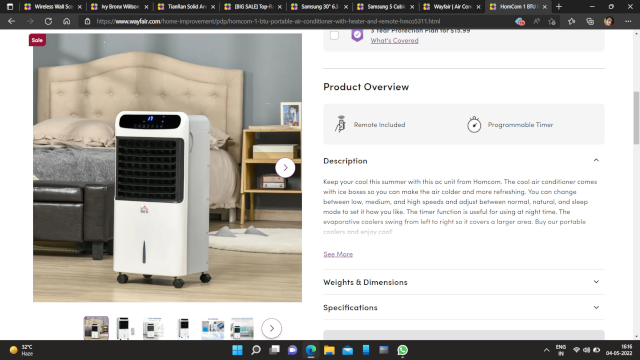 Wireless Wall Sco
Ivy Bronx Wilbor
TianRan Solid An
[BIG SALE] Top-R
Samsung 30" 6.3
Samsung 5 Cubi
Wayfair | Air Con
HomCom 1 BTU
https://www.wayfair.com/home-improvement/pdp/homcom-1-btu-portable-air-conditioner-with-heater-and-remote-hmco5311.html
Sale
3 Year Protection Plan for $15.99
What's Covered
Product Overview
Remote Included
Programmable Timer
Description
Keep your cool this summer with this ac unit from Homcom. The cool air conditioner comes
with ice boxes so you can make the air colder and more refreshing. You can change
between low, medium, and high speeds and adjust between normal, natural, and sleep
mode to set it how you like. The timer function is useful for using at night time. The
evaporative coolers swing from left to right so it covers a larger area. Buy our portable
coolers and enjoy cool!
See More
Weights & Dimensions
Specifications
32°C
Haze
ENG
IN
16:16
04-05-2022